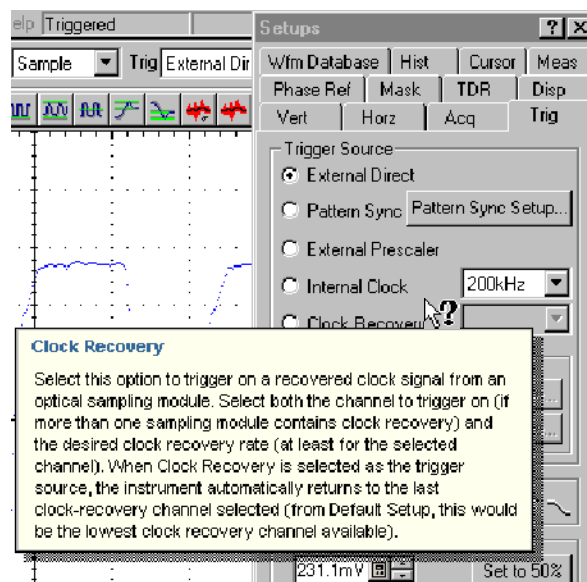 elp Triggered
Setups
Sample Trig External Dir
Wfm Database Hist Cursor Meas
Phase Ref Mask TDR Disp
Vert Horz Acq Trig
Trigger Source
External Direct
Pattern Sync Pattern Sync Setup...
External Prescaler
Internal Clock 200kHz
Clock Recovery
Clock Recovery
Select this option to trigger on a recovered clock signal from an
optical sampling module. Select both the channel to trigger on (if
more than one sampling module contains clock recovery) and
the desired clock recovery rate (at least for the selected
channel). When Clock Recovery is selected as the trigger
source, the instrument automatically returns to the last
clock-recovery channel selected (from Default Setup, this would
be the lowest clock recovery channel available).
231.1mV Set to 50%